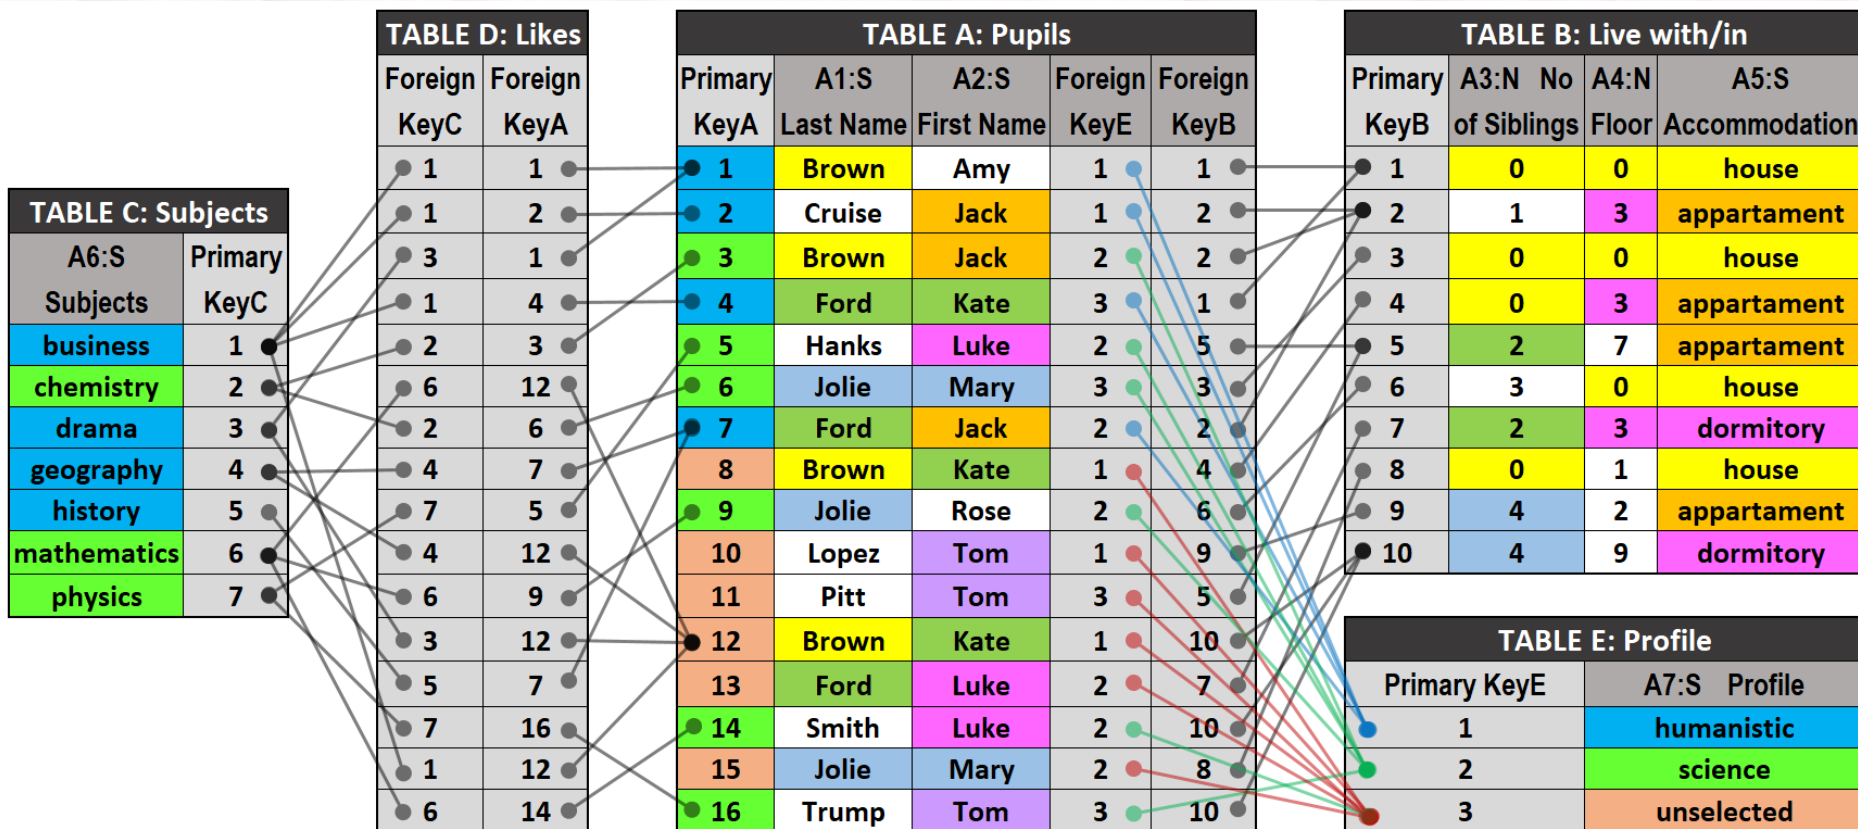 TABLE C: Subjects
A6:S Primary
Subjects KeyC
business 1
chemistry 2
drama 3
geography 4
history 5
mathematics 6
physics 7
TABLE D: Likes
Foreign Foreign
KeyC KeyA
1 1
1 2
3 1
1 4
2 3
6 12
2 6
4 7
7 5
4 12
6 9
3 12
5 7
7 16
1 12
6 14
TABLE A: Pupils
Primary A1:S A2:S Foreign Foreign
KeyA Last Name First Name KeyE KeyB
1 Brown Amy 1 1
2 Cruise Jack 1 2
3 Brown Jack 2 2
4 Ford Kate 3 1
5 Hanks Luke 2 5
6 Jolie Mary 3 3
7 Ford Jack 2 2
8 Brown Kate 1 4
9 Jolie Rose 2 6
10 Lopez Tom 1 9
11 Pitt Tom 3 5
12 Brown Kate 1 10
13 Ford Luke 2 7
14 Smith Luke 2 10
15 Jolie Mary 2 8
16 Trump Tom 3 10
TABLE B: Live with/in
Primary A3:N No A4:N A5:S
KeyB of Siblings Floor Accommodation
1 0 0 house
2 1 3 appartament
3 0 0 house
4 0 3 appartament
5 2 7 appartament
6 3 0 house
7 2 3 dormitory
8 0 1 house
9 4 2 appartament
10 4 9 dormitory
TABLE E: Profile
Primary KeyE A7:S Profile
1 humanistic
2 science
3 unselected